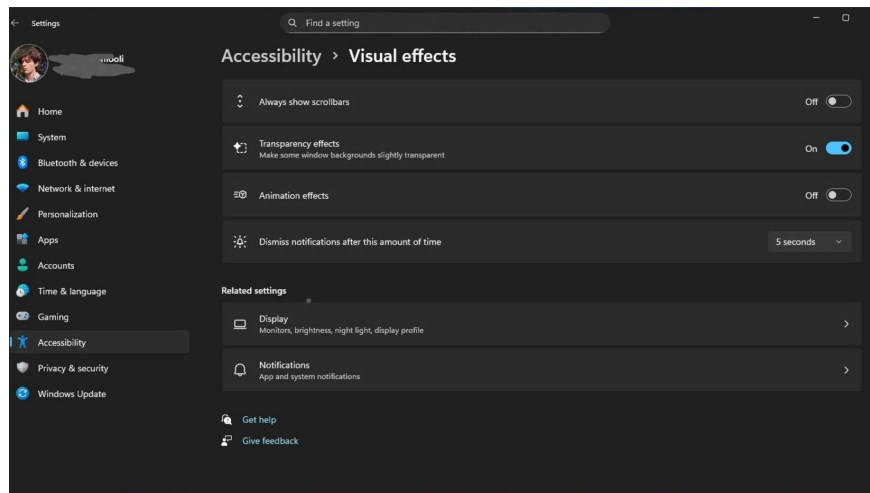 Settings
Find a setting
Accessibility > Visual effects
Home
System
Bluetooth & devices
Network & internet
Personalization
Apps
Accounts
Time & language
Gaming
Accessibility
Privacy & security
Windows Update
Always show scrollbars
Off
Transparency effects
Make some window backgrounds slightly transparent
On
Animation effects
Off
Dismiss notifications after this amount of time
5 seconds
Related settings
Display
Monitors, brightness, night light, display profile
Notifications
App and system notifications
Get help
Give feedback